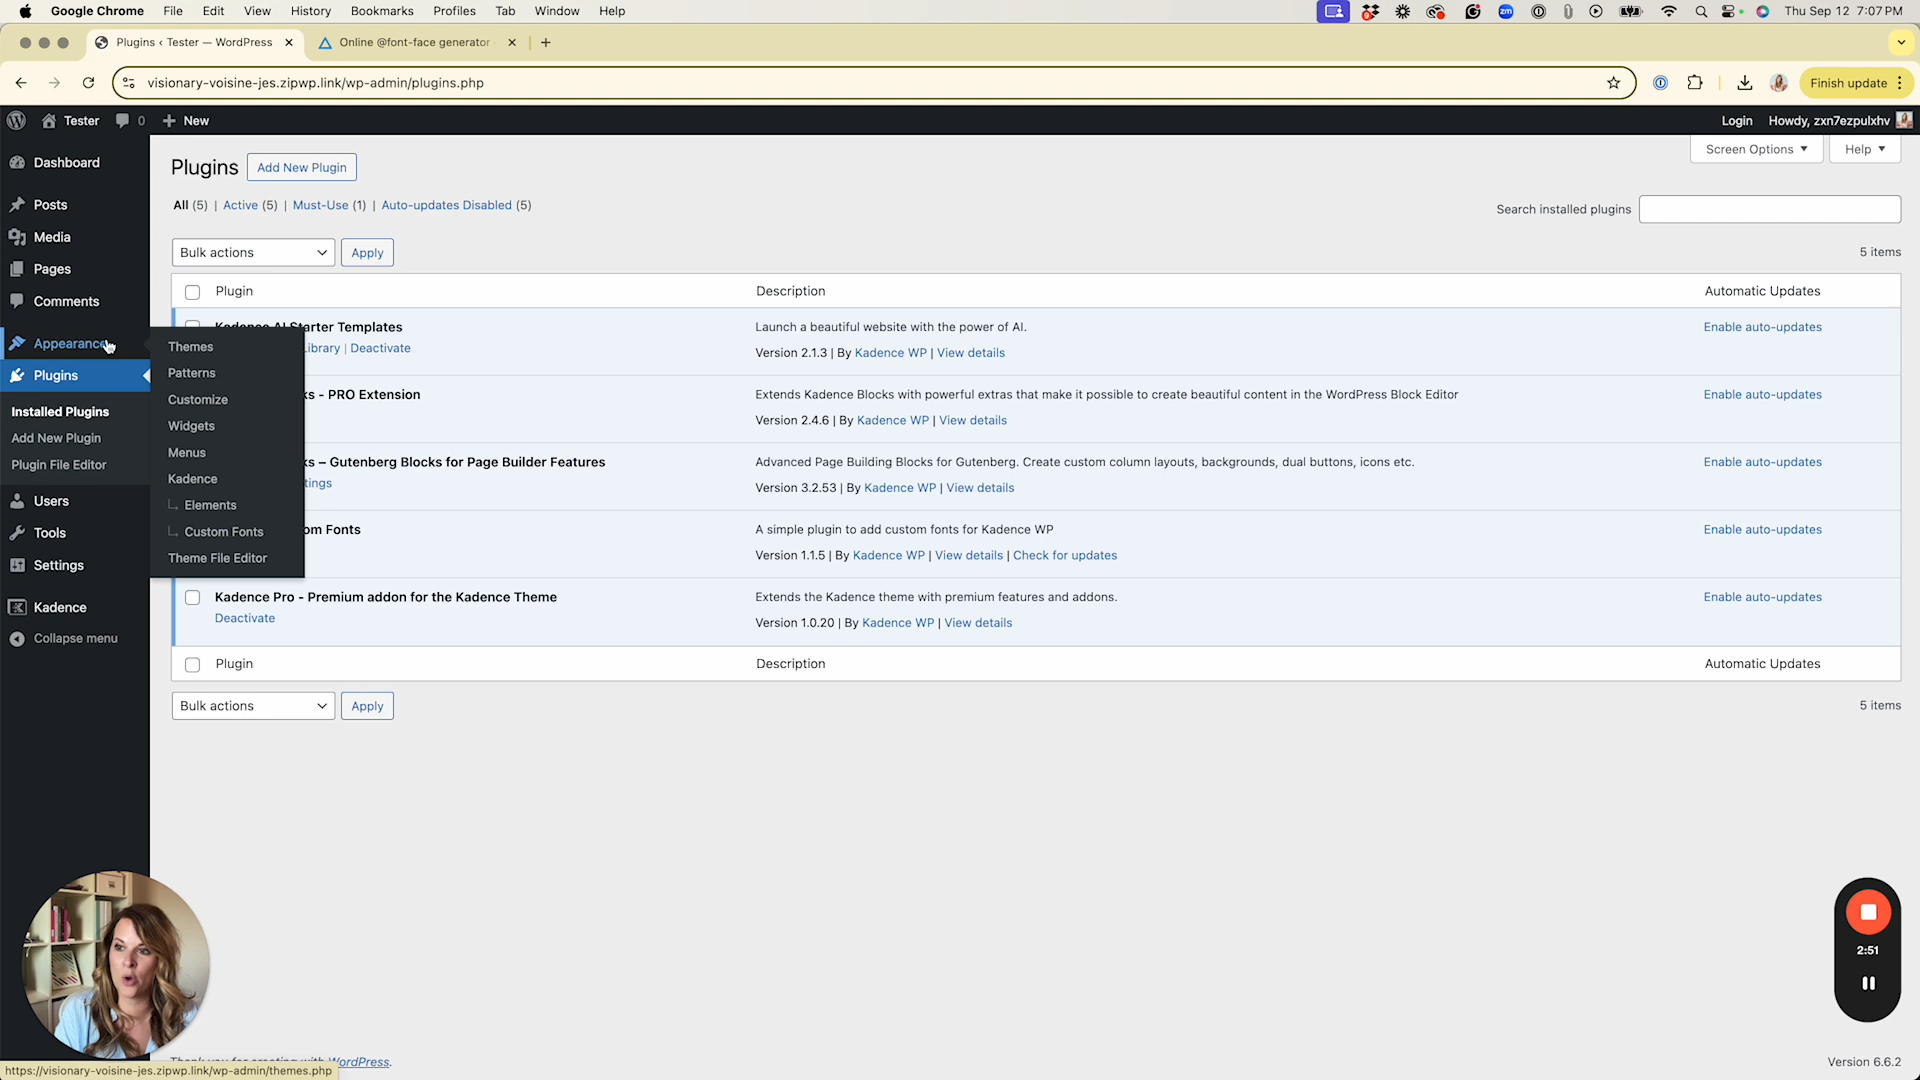 Google Chrome File Edit View History Bookmarks Profiles Tab Window Help
zm
Thu Sep 12 7:07 PM
Plugins ‹ Tester — WordPress
Online @font-face generator
visionary-voisine-jes.zipwp.link/wp-admin/plugins.php
Finish update
Tester
0
New
Login
Howdy, zxn7ezpulxhv
Dashboard
Posts
Media
Pages
Comments
Appearance
Plugins
Installed Plugins
Add New Plugin
Plugin File Editor
Users
Tools
Settings
Kadence
Collapse menu
Themes
Patterns
Customize
Widgets
Menus
Kadence
Elements
Custom Fonts
Theme File Editor
Plugins
Add New Plugin
Screen Options
Help
All (5) | Active (5) | Must-Use (1) | Auto-updates Disabled (5)
Search installed plugins
Bulk actions
Apply
5 items
Plugin
Description
Automatic Updates
Kadence AI Starter Templates
Library | Deactivate
Launch a beautiful website with the power of AI.
Version 2.1.3 | By Kadence WP | View details
Enable auto-updates
s - PRO Extension
Extends Kadence Blocks with powerful extras that make it possible to create beautiful content in the WordPress Block Editor
Version 2.4.6 | By Kadence WP | View details
Enable auto-updates
s – Gutenberg Blocks for Page Builder Features
tings
Advanced Page Building Blocks for Gutenberg. Create custom column layouts, backgrounds, dual buttons, icons etc.
Version 3.2.53 | By Kadence WP | View details
Enable auto-updates
om Fonts
A simple plugin to add custom fonts for Kadence WP
Version 1.1.5 | By Kadence WP | View details | Check for updates
Enable auto-updates
Kadence Pro - Premium addon for the Kadence Theme
Deactivate
Extends the Kadence theme with premium features and addons.
Version 1.0.20 | By Kadence WP | View details
Enable auto-updates
Plugin
Description
Automatic Updates
Bulk actions
Apply
5 items
2:51
Thank you for creating with WordPress.
Version 6.6.2
https://visionary-voisine-jes.zipwp.link/wp-admin/themes.php